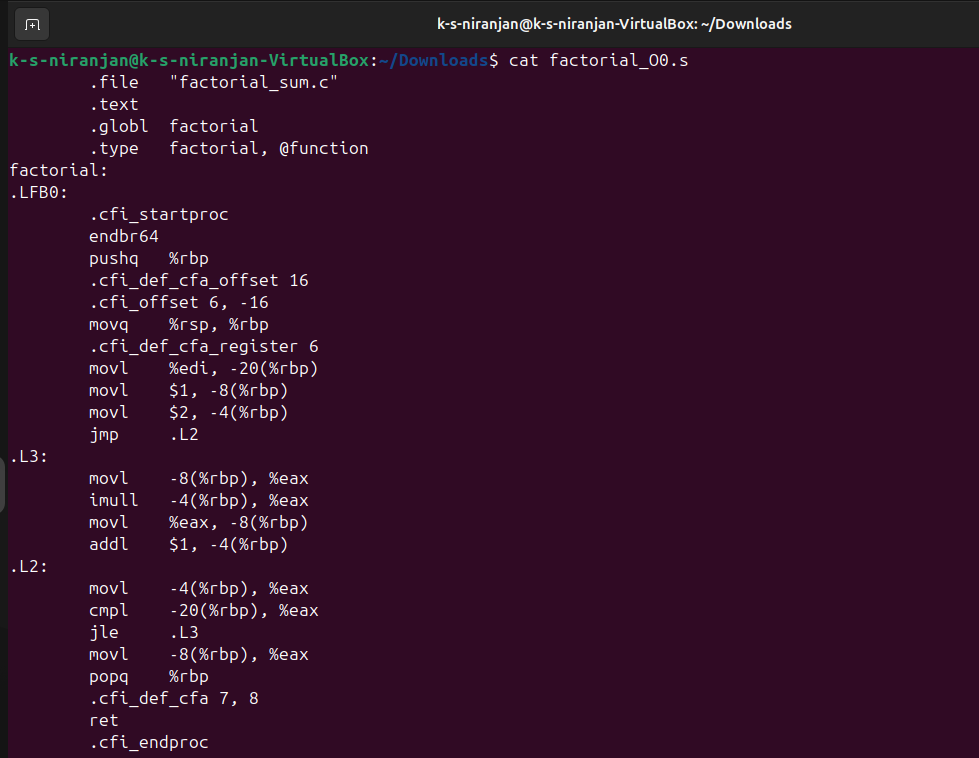 k-s-niranjan@k-s-niranjan-VirtualBox: ~/Downloads
k-s-niranjan@k-s-niranjan-VirtualBox:~/Downloads$ cat factorial_O0.s
        .file   "factorial_sum.c"
        .text
        .globl  factorial
        .type   factorial, @function
factorial:
.LFB0:
        .cfi_startproc
        endbr64
        pushq   %rbp
        .cfi_def_cfa_offset 16
        .cfi_offset 6, -16
        movq    %rsp, %rbp
        .cfi_def_cfa_register 6
        movl    %edi, -20(%rbp)
        movl    $1, -8(%rbp)
        movl    $2, -4(%rbp)
        jmp     .L2
.L3:
        movl    -8(%rbp), %eax
        imull   -4(%rbp), %eax
        movl    %eax, -8(%rbp)
        addl    $1, -4(%rbp)
.L2:
        movl    -4(%rbp), %eax
        cmpl    -20(%rbp), %eax
        jle     .L3
        movl    -8(%rbp), %eax
        popq    %rbp
        .cfi_def_cfa 7, 8
        ret
        .cfi_endproc